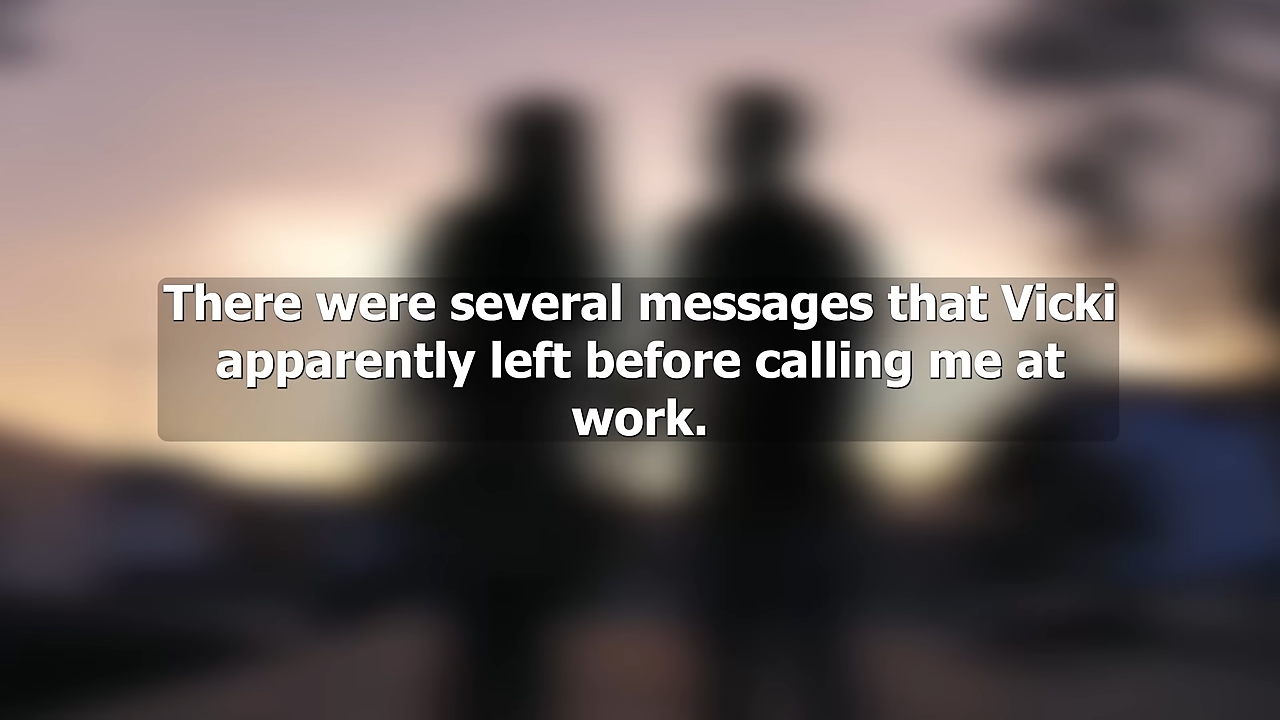 There were several messages that Vicki
apparently left before calling me at
work.